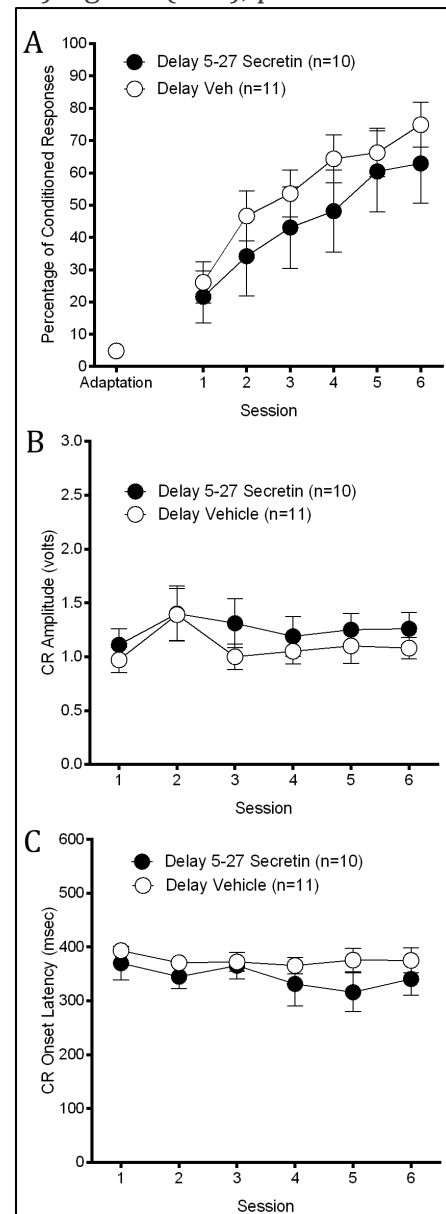 A
Delay 5-27 Secretin (n=10)
Delay Veh (n=11)
Percentage of Conditioned Responses
100
90
80
70
60
50
40
30
20
10
0
Adaptation 1 2 3 4 5 6
Session
B
Delay 5-27 Secretin (n=10)
Delay Vehicle (n=11)
CR Amplitude (volts)
3.0
2.5
2.0
1.5
1.0
0.5
0.0
1 2 3 4 5 6
Session
C
Delay 5-27 Secretin (n=10)
Delay Vehicle (n=11)
CR Onset Latency (msec)
600
500
400
300
200
100
0
1 2 3 4 5 6
Session